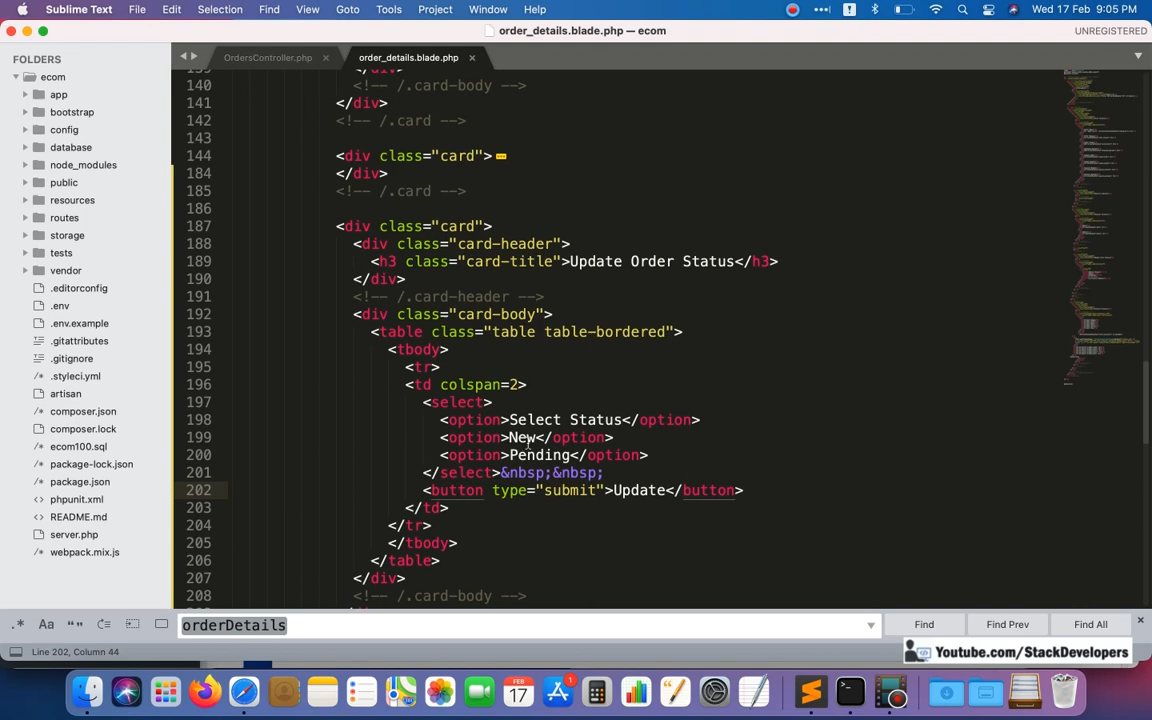 Sublime Text File Edit Selection Find View Goto Tools Project Window Help Wed 17 Feb 9:05 PM
order_details.blade.php — ecom UNREGISTERED
FOLDERS
ecom
app
bootstrap
config
database
node_modules
public
resources
routes
storage
tests
vendor
.editorconfig
.env
.env.example
.gitattributes
.gitignore
.styleci.yml
artisan
composer.json
composer.lock
ecom100.sql
package-lock.json
package.json
phpunit.xml
README.md
server.php
webpack.mix.js
OrdersController.php order_details.blade.php
139 </div>
140 <!-- /.card-body -->
141 </div>
142 <!-- /.card -->
143
144 <div class="card">
184 </div>
185 <!-- /.card -->
186
187 <div class="card">
188 <div class="card-header">
189 <h3 class="card-title">Update Order Status</h3>
190 </div>
191 <!-- /.card-header -->
192 <div class="card-body">
193 <table class="table table-bordered">
194 <tbody>
195 <tr>
196 <td colspan=2>
197 <select>
198 <option>Select Status</option>
199 <option>New</option>
200 <option>Pending</option>
201 </select>&nbsp;&nbsp;
202 <button type="submit">Update</button>
203 </td>
204 </tr>
205 </tbody>
206 </table>
207 </div>
208 <!-- /.card-body -->
orderDetails Find Find Prev Find All
Line 202, Column 44
Youtube.com/StackDevelopers
FEB
17
1